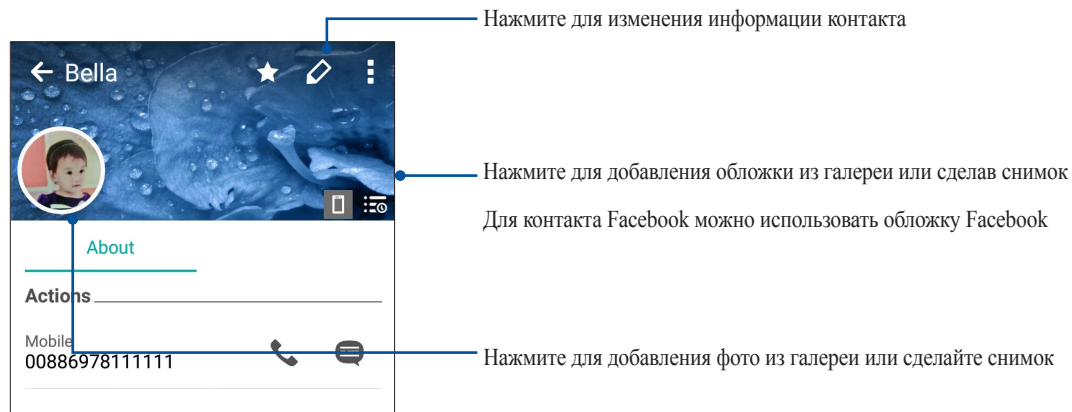 Нажмите для изменения информации контакта
Bella
Нажмите для добавления обложки из галереи или сделав снимок
Для контакта Facebook можно использовать обложку Facebook
About
Actions
Mobile
00886978111111
Нажмите для добавления фото из галереи или сделайте снимок